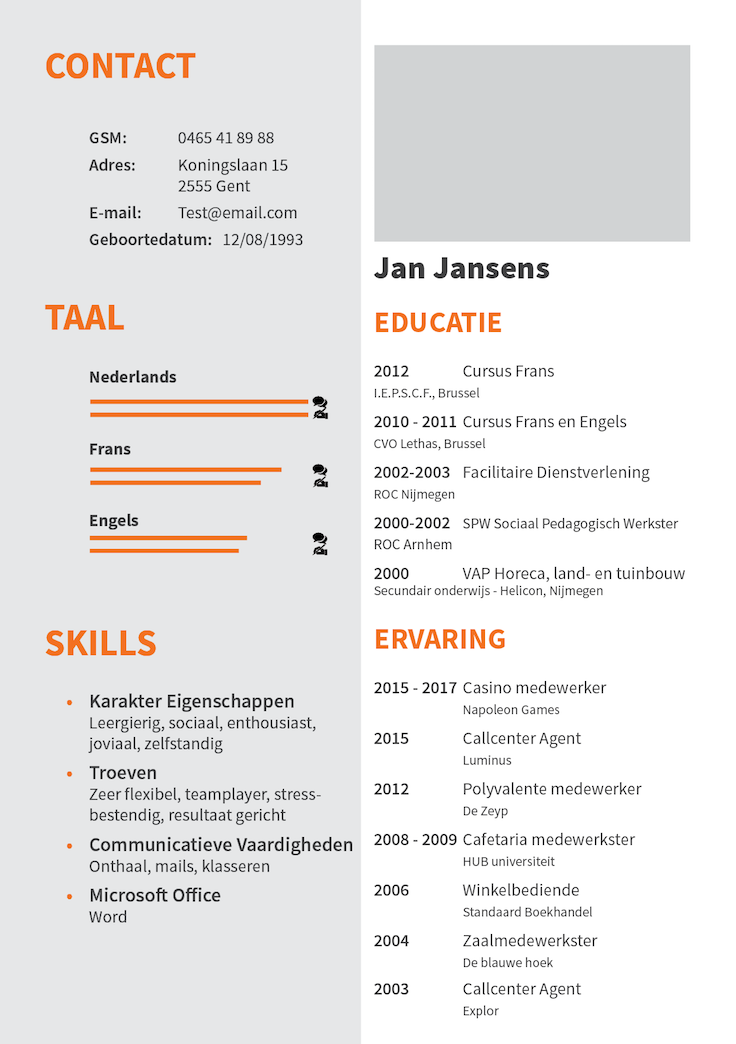 CONTACT
GSM: 0465 41 89 88
Adres: Koningslaan 15
2555 Gent
E-mail: Test@email.com
Geboortedatum: 12/08/1993
TAAL
Nederlands
Frans
Engels
SKILLS
• Karakter Eigenschappen
Leergierig, sociaal, enthousiast,
joviaal, zelfstandig
• Troeven
Zeer flexibel, teamplayer, stress-
bestendig, resultaat gericht
• Communicatieve Vaardigheden
Onthaal, mails, klasseren
• Microsoft Office
Word
Jan Jansens
EDUCATIE
2012 Cursus Frans
I.E.P.S.C.F., Brussel
2010 - 2011 Cursus Frans en Engels
CVO Lethas, Brussel
2002-2003 Facilitaire Dienstverlening
ROC Nijmegen
2000-2002 SPW Sociaal Pedagogisch Werkster
ROC Arnhem
2000 VAP Horeca, land- en tuinbouw
Secundair onderwijs - Helicon, Nijmegen
ERVARING
2015 - 2017 Casino medewerker
Napoleon Games
2015 Callcenter Agent
Luminus
2012 Polyvalente medewerker
De Zeyp
2008 - 2009 Cafetaria medewerkster
HUB universiteit
2006 Winkelbediende
Standaard Boekhandel
2004 Zaalmedewerkster
De blauwe hoek
2003 Callcenter Agent
Explor